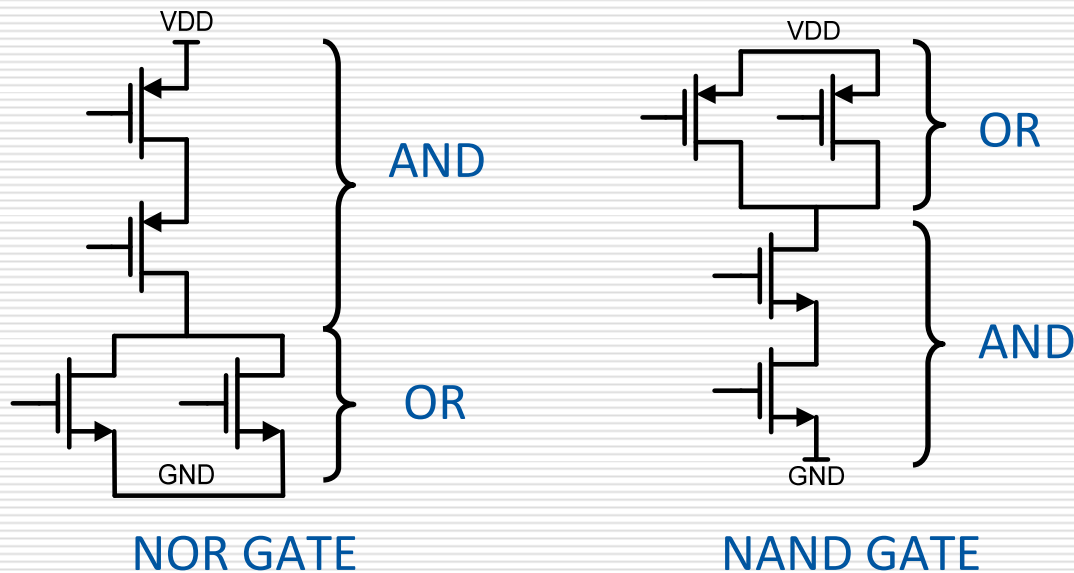 VDD
AND
OR
GND
NOR GATE
VDD
OR
AND
GND
NAND GATE